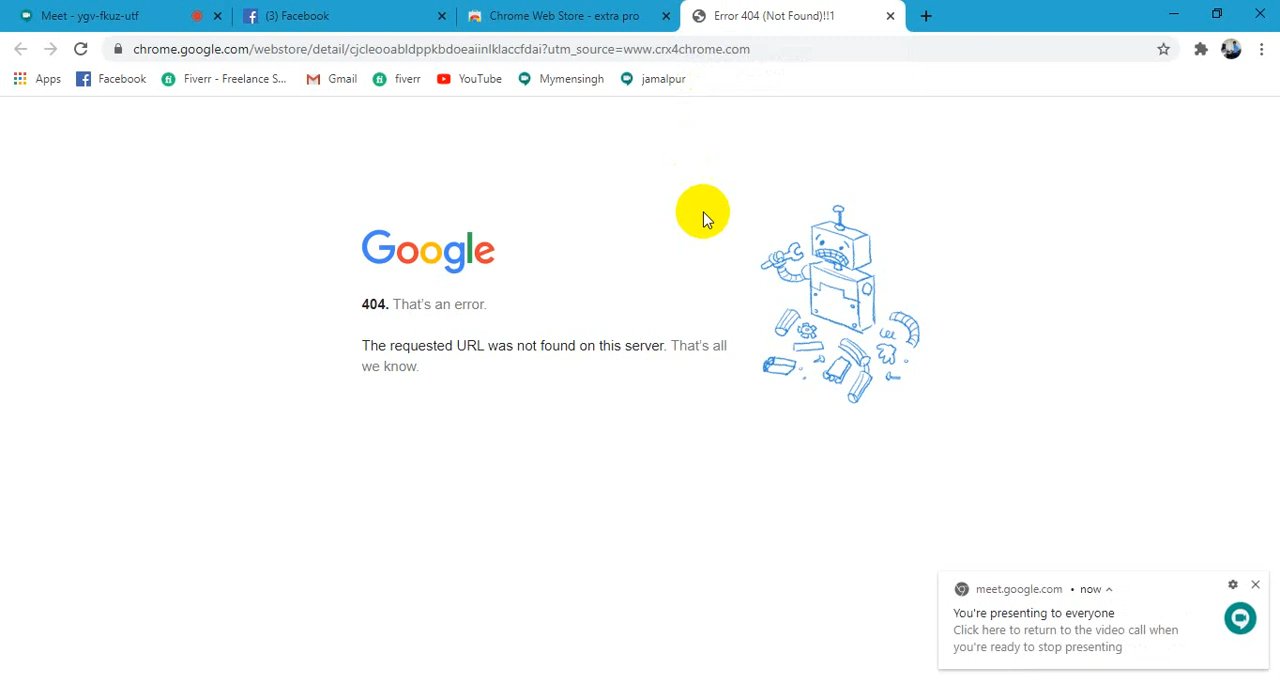 Meet - ygv-fkuz-utf
(3) Facebook
Chrome Web Store - extra pro
Error 404 (Not Found)!!1
chrome.google.com/webstore/detail/cjcleooabldppkbdoeaiinlklaccfdai?utm_source=www.crx4chrome.com
Apps
Facebook
Fiverr - Freelance S...
Gmail
fiverr
YouTube
Mymensingh
jamalpur
Google
404. That's an error.
The requested URL was not found on this server. That's all
we know.
meet.google.com • now
You're presenting to everyone
Click here to return to the video call when
you're ready to stop presenting